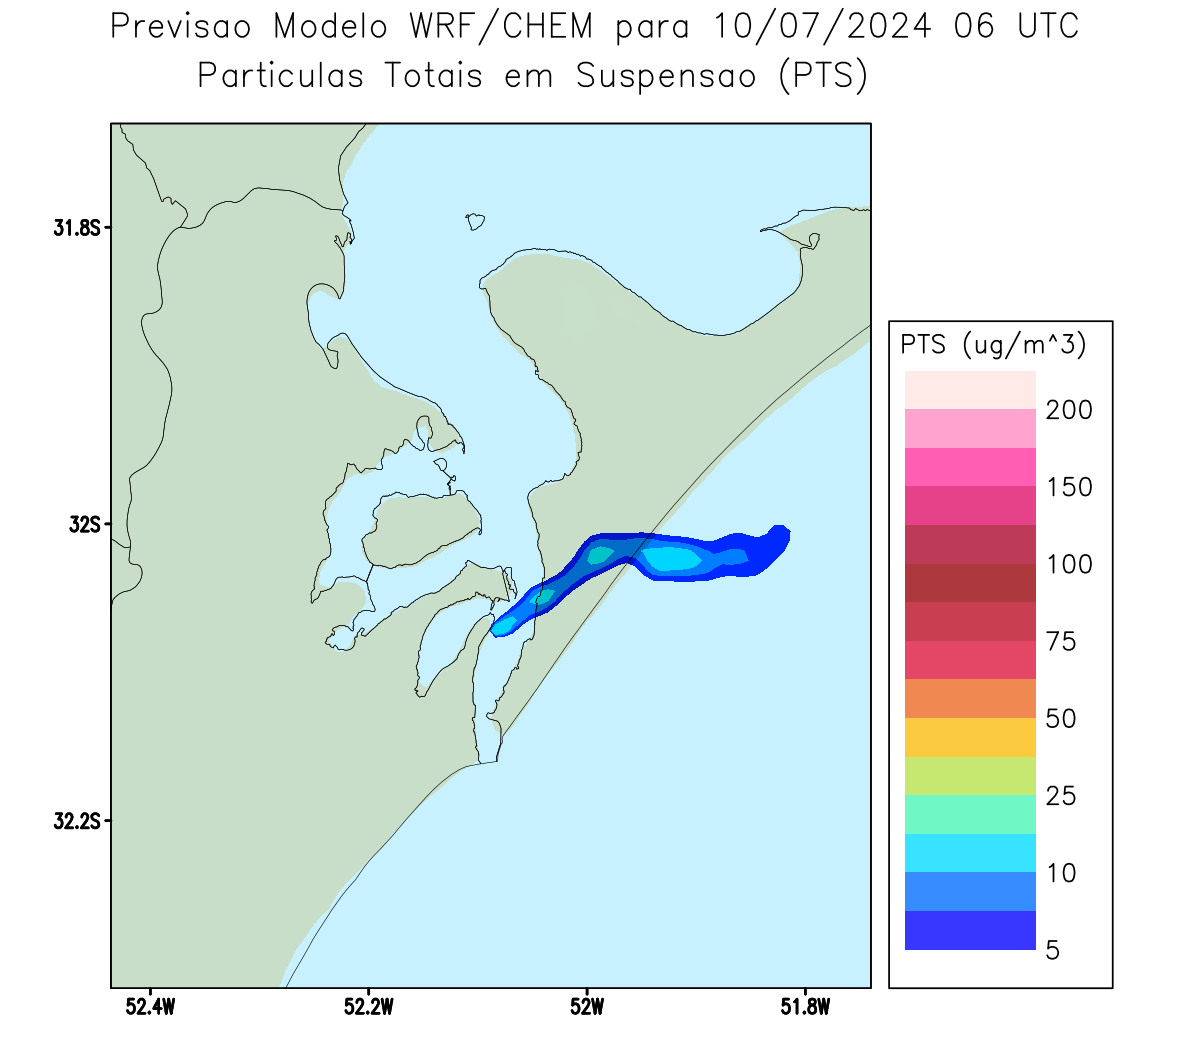 Previsao Modelo WRF/CHEM para 10/07/2024 06 UTC
Particulas Totais em Suspensao (PTS)
31.8S
32S
32.2S
52.4W
52.2W
52W
51.8W
PTS (ug/m^3)
200
150
100
75
50
25
10
5